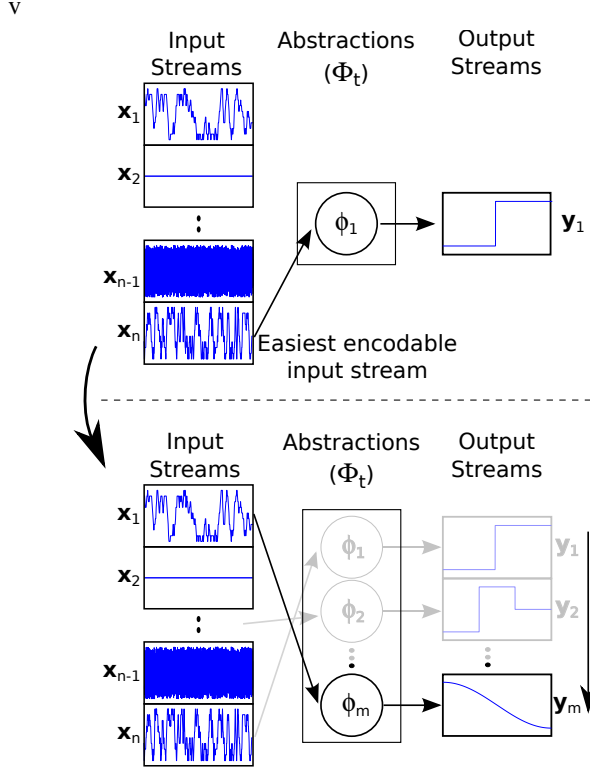 v
Input Streams
Abstractions (Φt)
Output Streams
x1
x2
xn-1
xn
ϕ1
y1
Easiest encodable input stream
Input Streams
Abstractions (Φt)
Output Streams
x1
x2
xn-1
xn
ϕ1
ϕ2
ϕm
y1
y2
ym